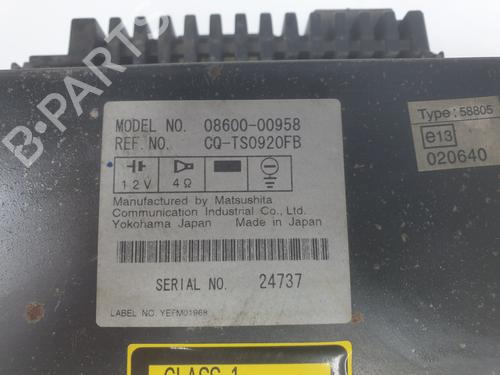 MODEL NO. 08600-00958
REF. NO. CQ-TS0920FB
12V 4Ω
Manufactured by Matsushita
Communication Industrial Co., Ltd.
Yokohama Japan Made in Japan
SERIAL NO. 24737
LABEL NO. YEFM01968
Type: 58805
e13
020640
CLASS 1